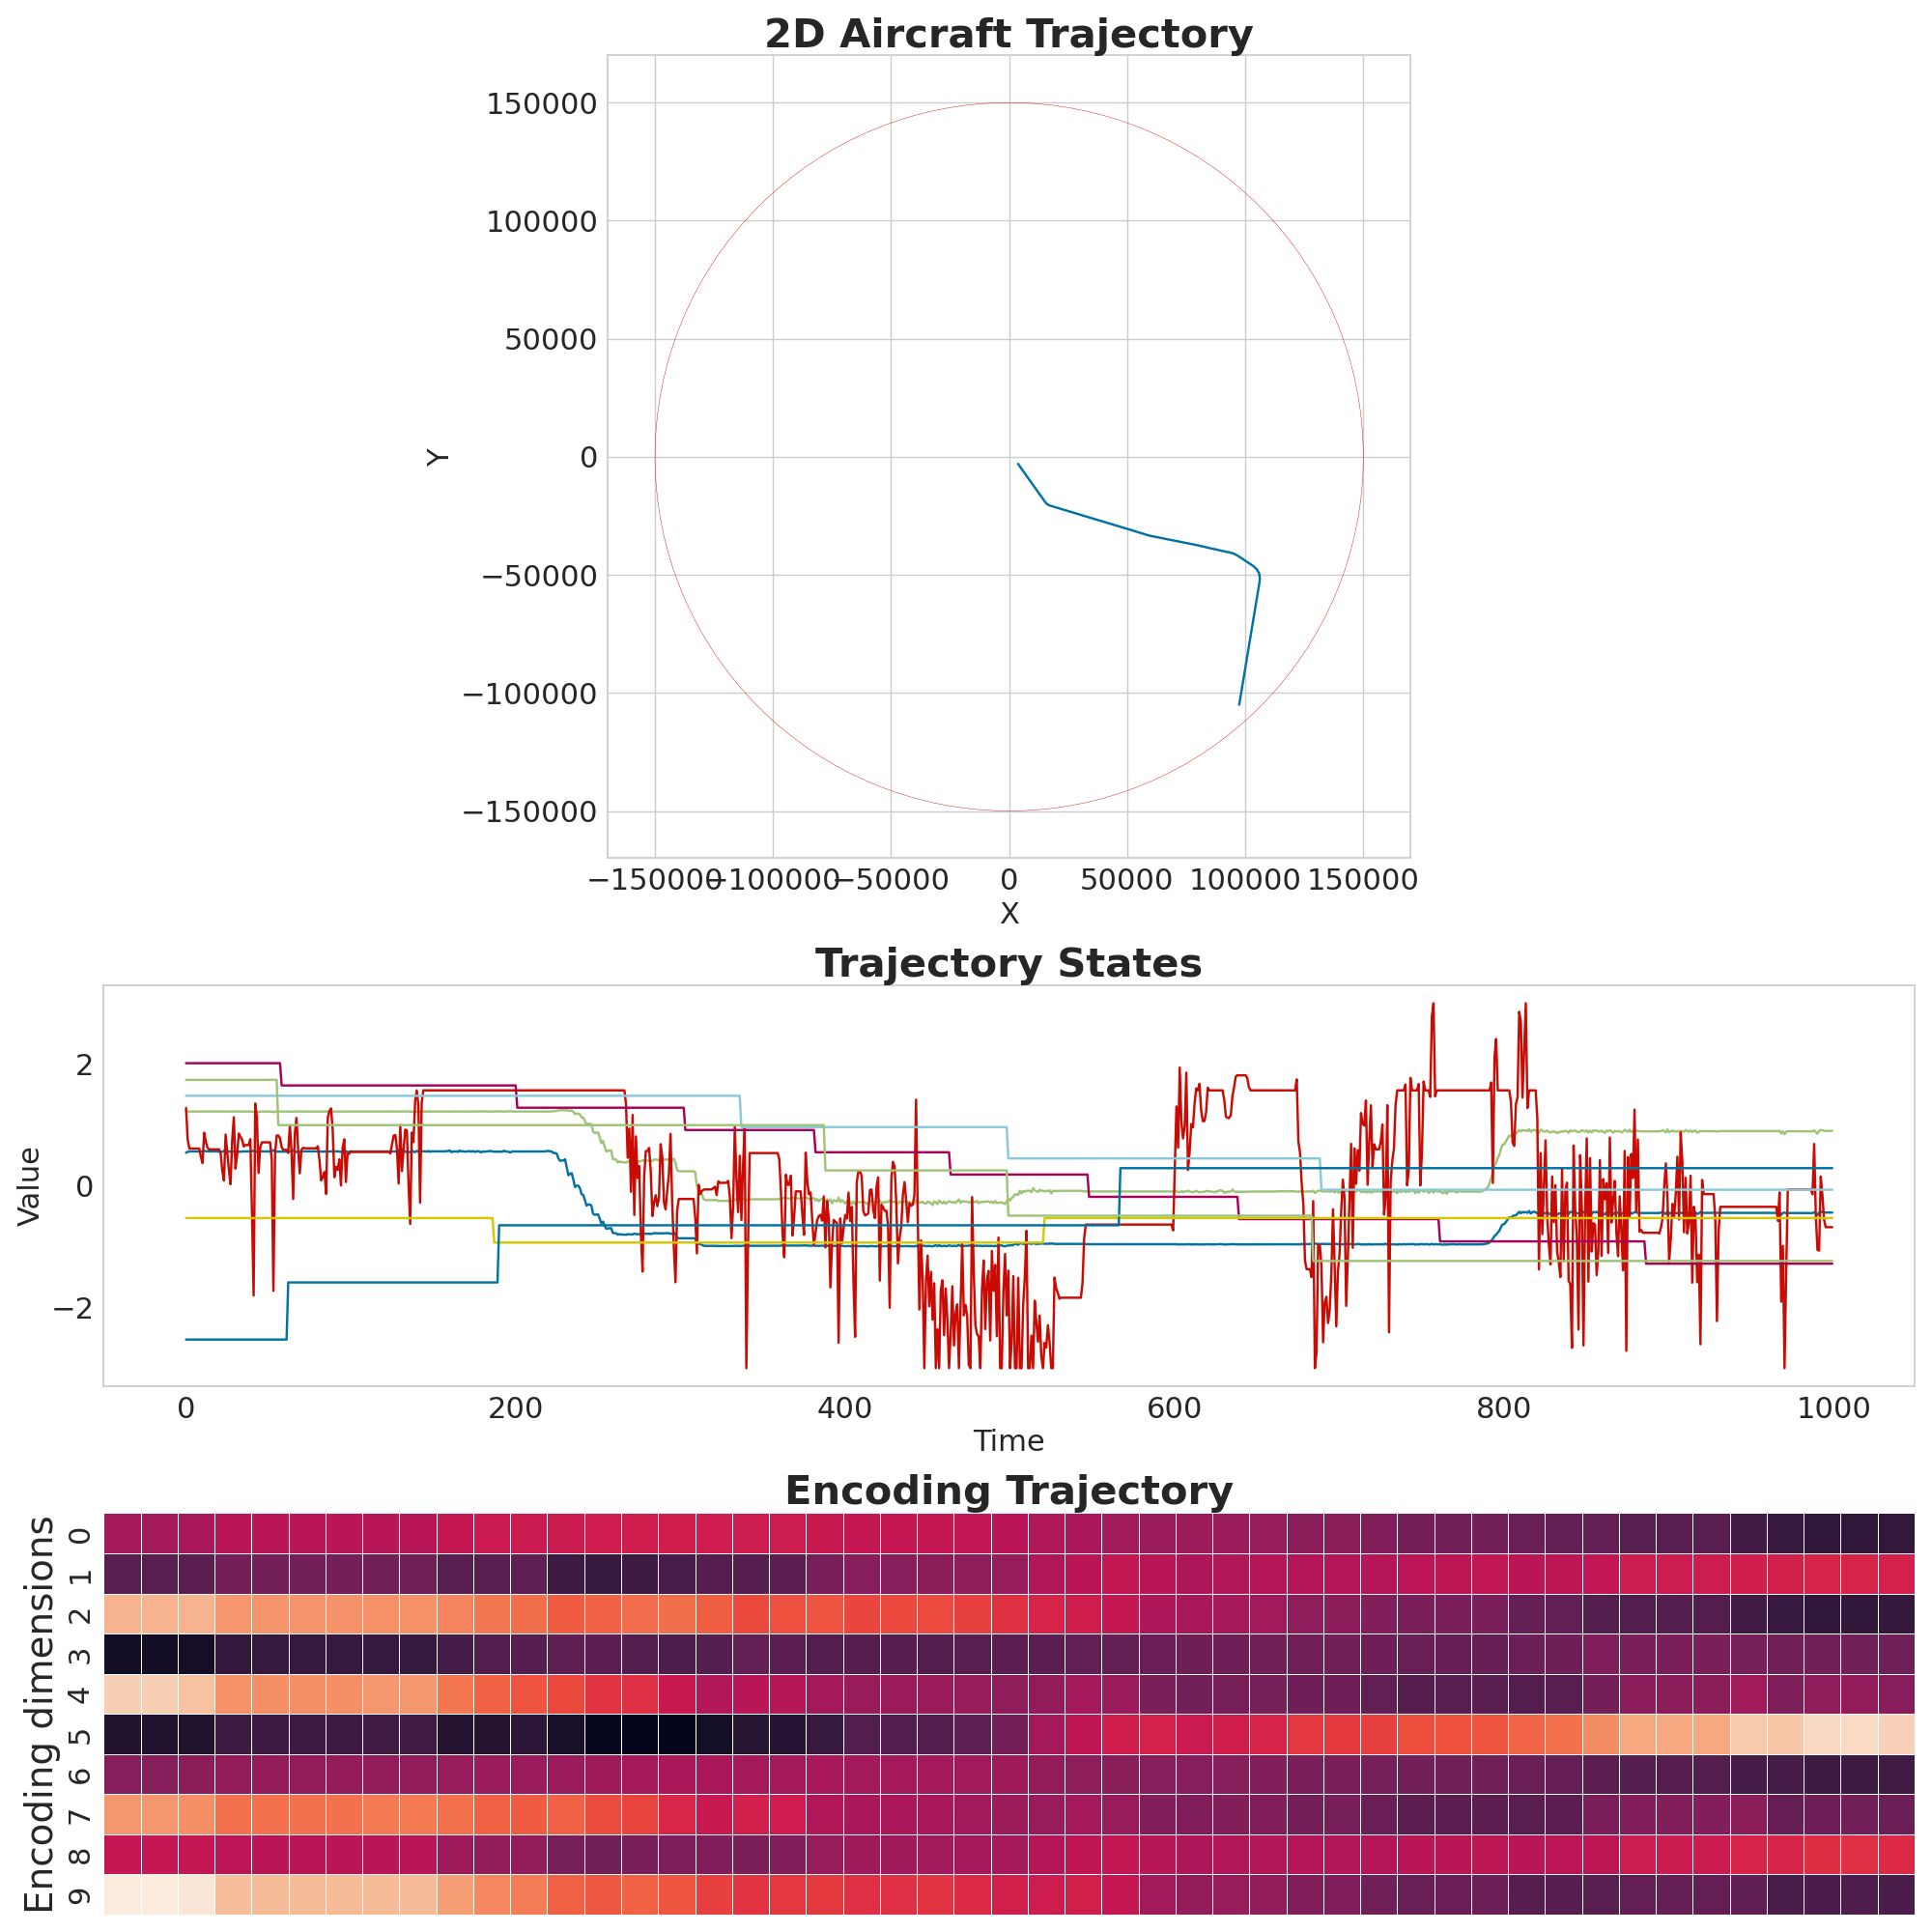 2D Aircraft Trajectory
150000
100000
50000
0
−50000
−100000
−150000
Y
−150000 −100000 −50000 0 50000 100000 150000
X
Trajectory States
2
0
−2
Value
0 200 400 600 800 1000
Time
Encoding Trajectory
0
1
2
3
4
5
6
7
8
9
Encoding dimensions